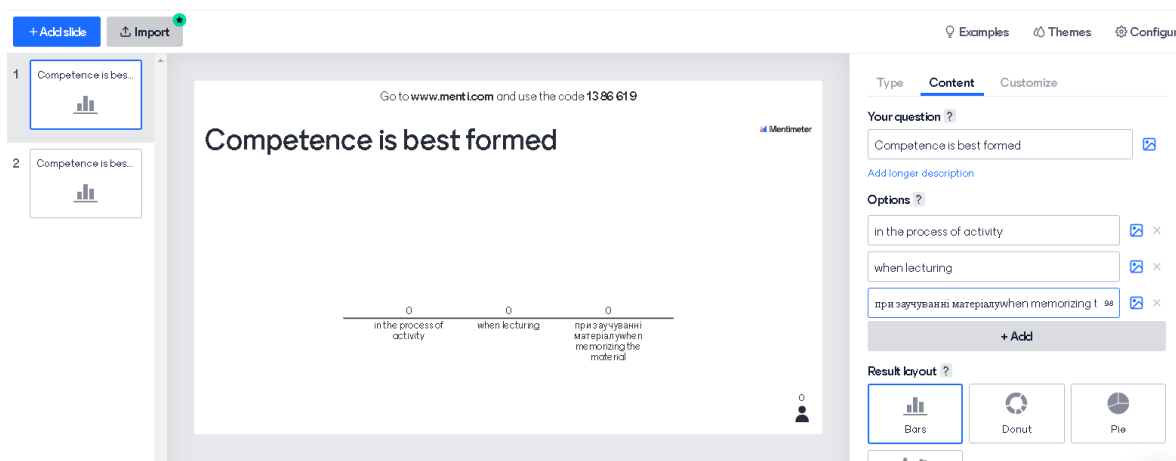 + Add slide
Import
Examples
Themes
Configur
1
Competence is bes...
2
Competence is bes...
Go to www.menti.com and use the code 13 86 61 9
Mentimeter
Competence is best formed
0
0
0
in the process of
activity
when lecturing
при заучуванні
матеріалуwhen
memorizing the
material
0
Type
Content
Customize
Your question ?
Competence is best formed
Add longer description
Options ?
in the process of activity
when lecturing
при заучуванні матеріалуwhen memorizing t 98
+ Add
Result layout ?
Bars
Donut
Pie